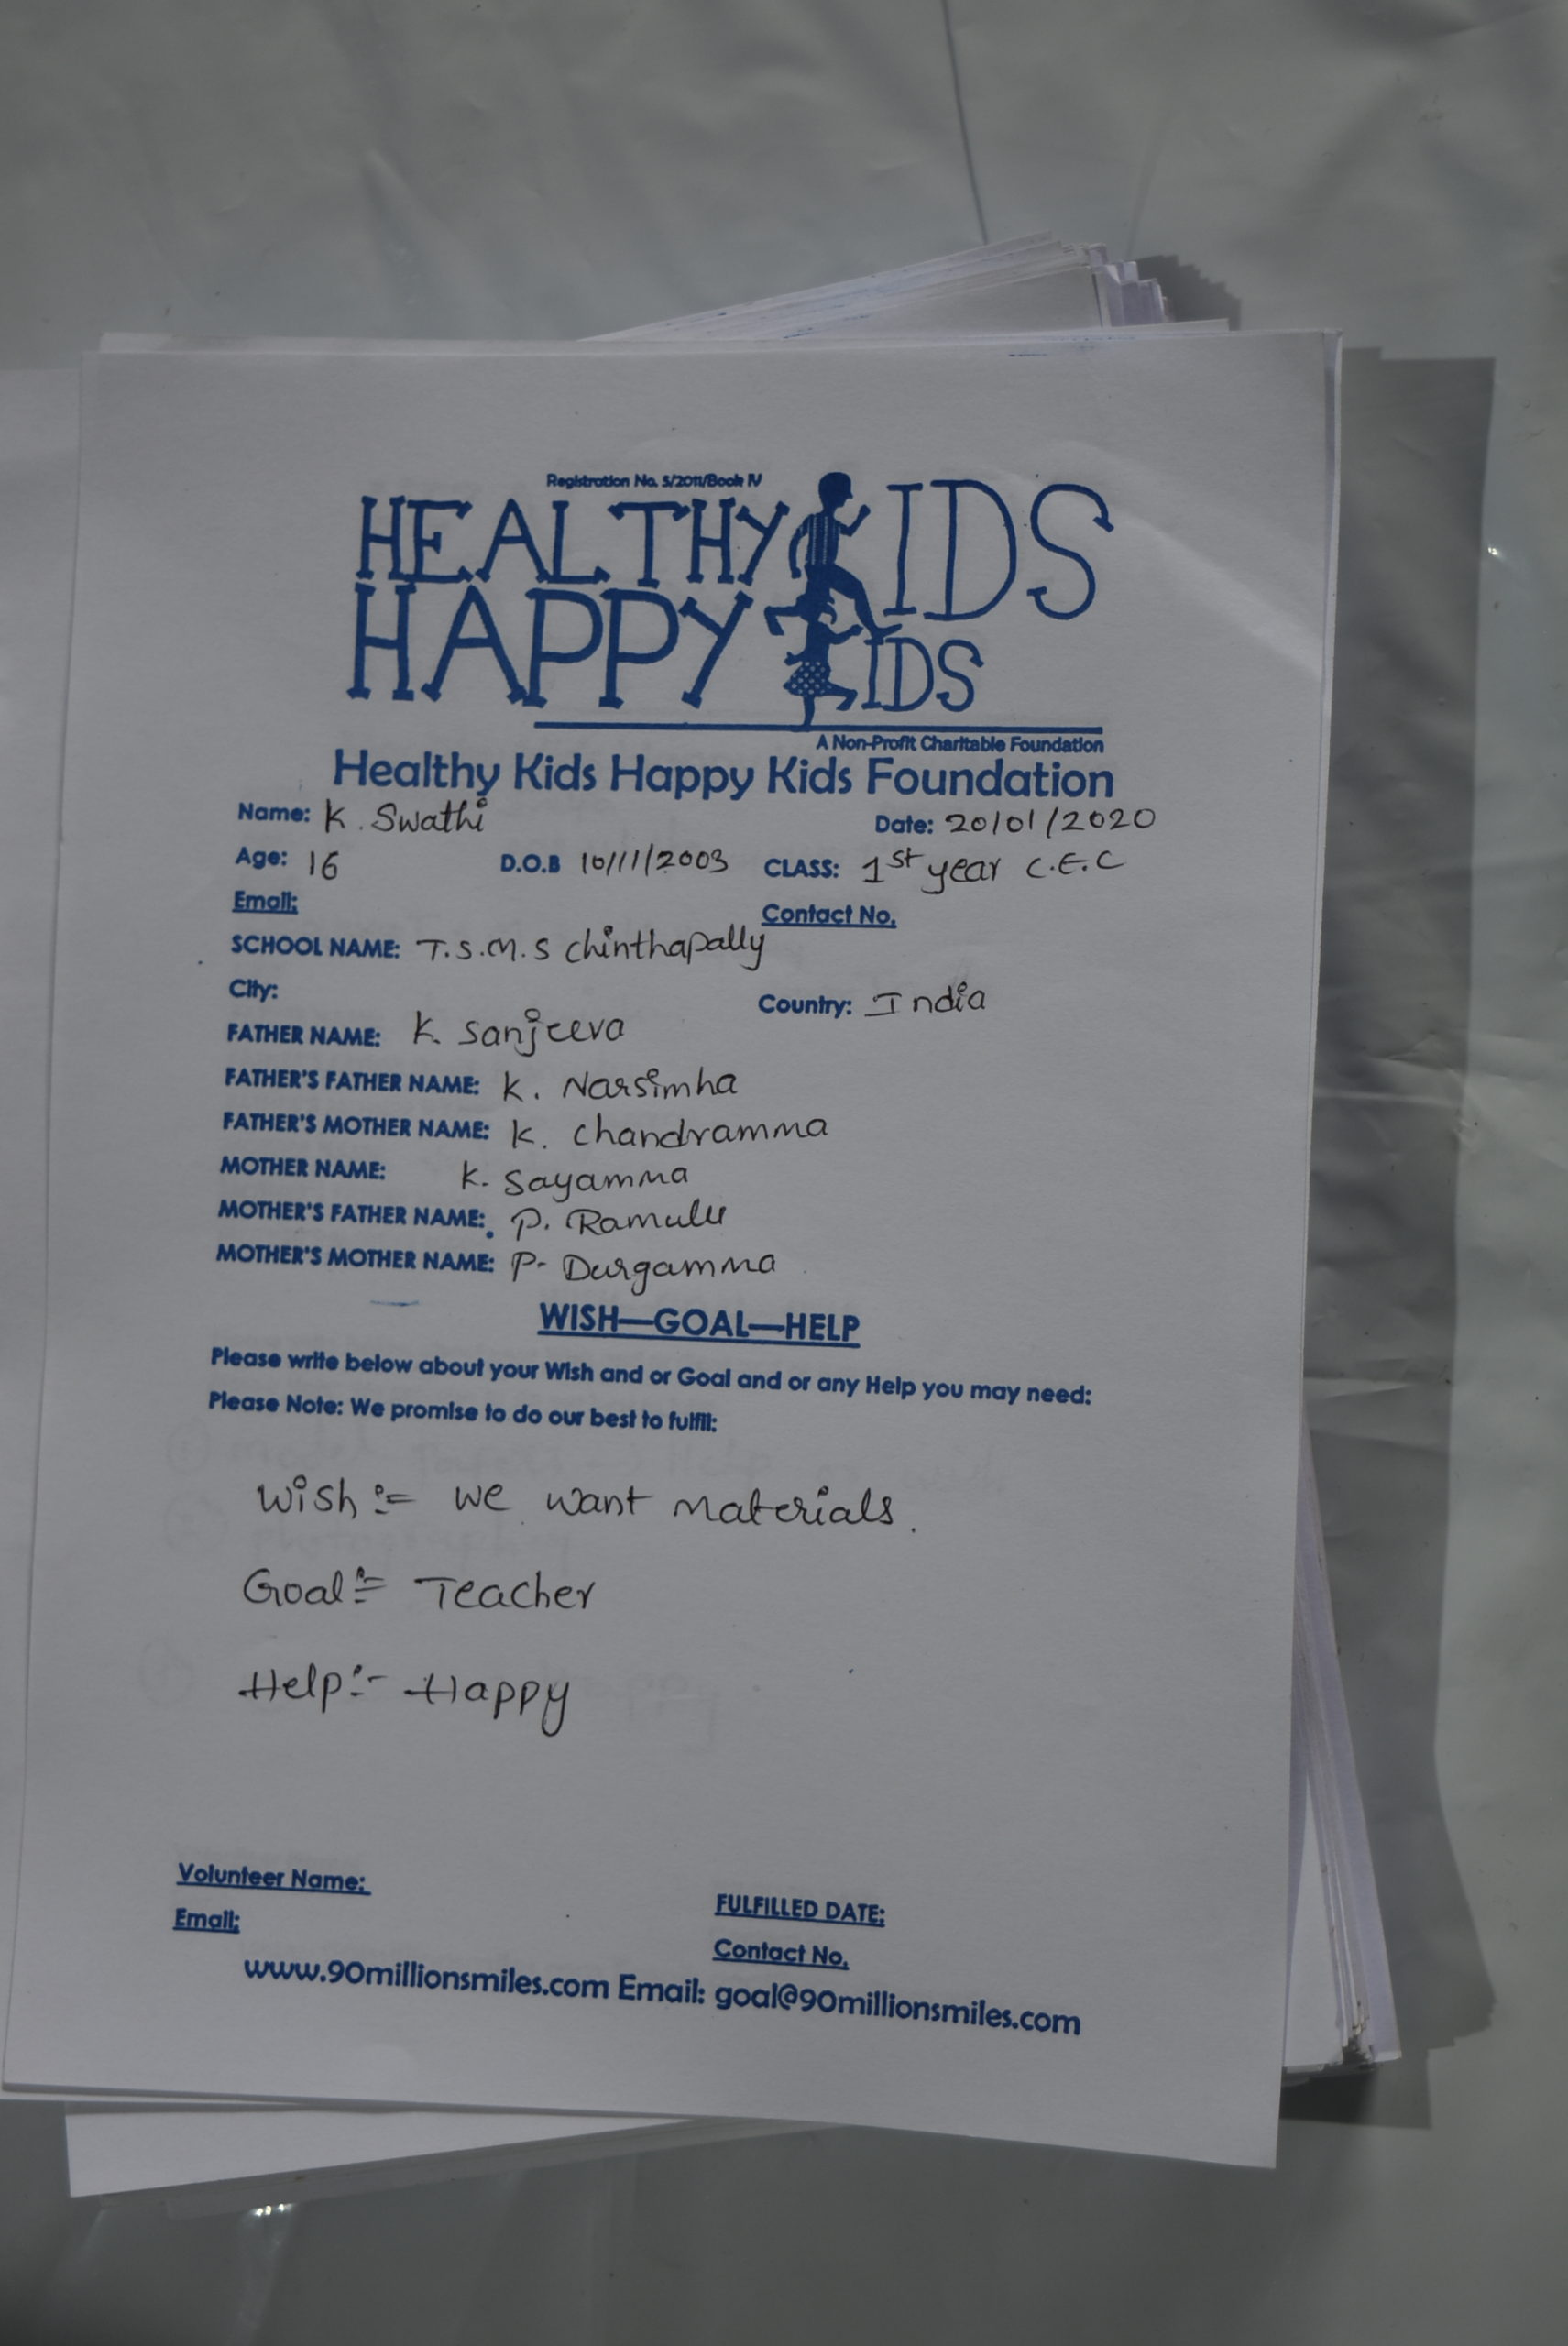 Registration No. 5/2011/Book IV
HEALTHY KIDS
HAPPY KIDS
A Non-Profit Charitable Foundation
Healthy Kids Happy Kids Foundation
Name: K. Swathi Date: 20/01/2020
Age: 16 D.O.B 10/11/2003 CLASS: 1st year C.E.C
Email: Contact No.
SCHOOL NAME: T.S.M.S Chinthapally
City: Country: India
FATHER NAME: K. Sanjeeva
FATHER'S FATHER NAME: K. Narsimha
FATHER'S MOTHER NAME: K. Chandramma
MOTHER NAME: K. Sayamma
MOTHER'S FATHER NAME: P. Ramulu
MOTHER'S MOTHER NAME: P. Durgamma
WISH—GOAL—HELP
Please write below about your Wish and or Goal and or any Help you may need:
Please Note: We promise to do our best to fulfil:
Wish :- We want Materials.
Goal :- Teacher
Help :- Happy
Volunteer Name: FULFILLED DATE:
Email: Contact No.
www.90millionsmiles.com Email: goal@90millionsmiles.com